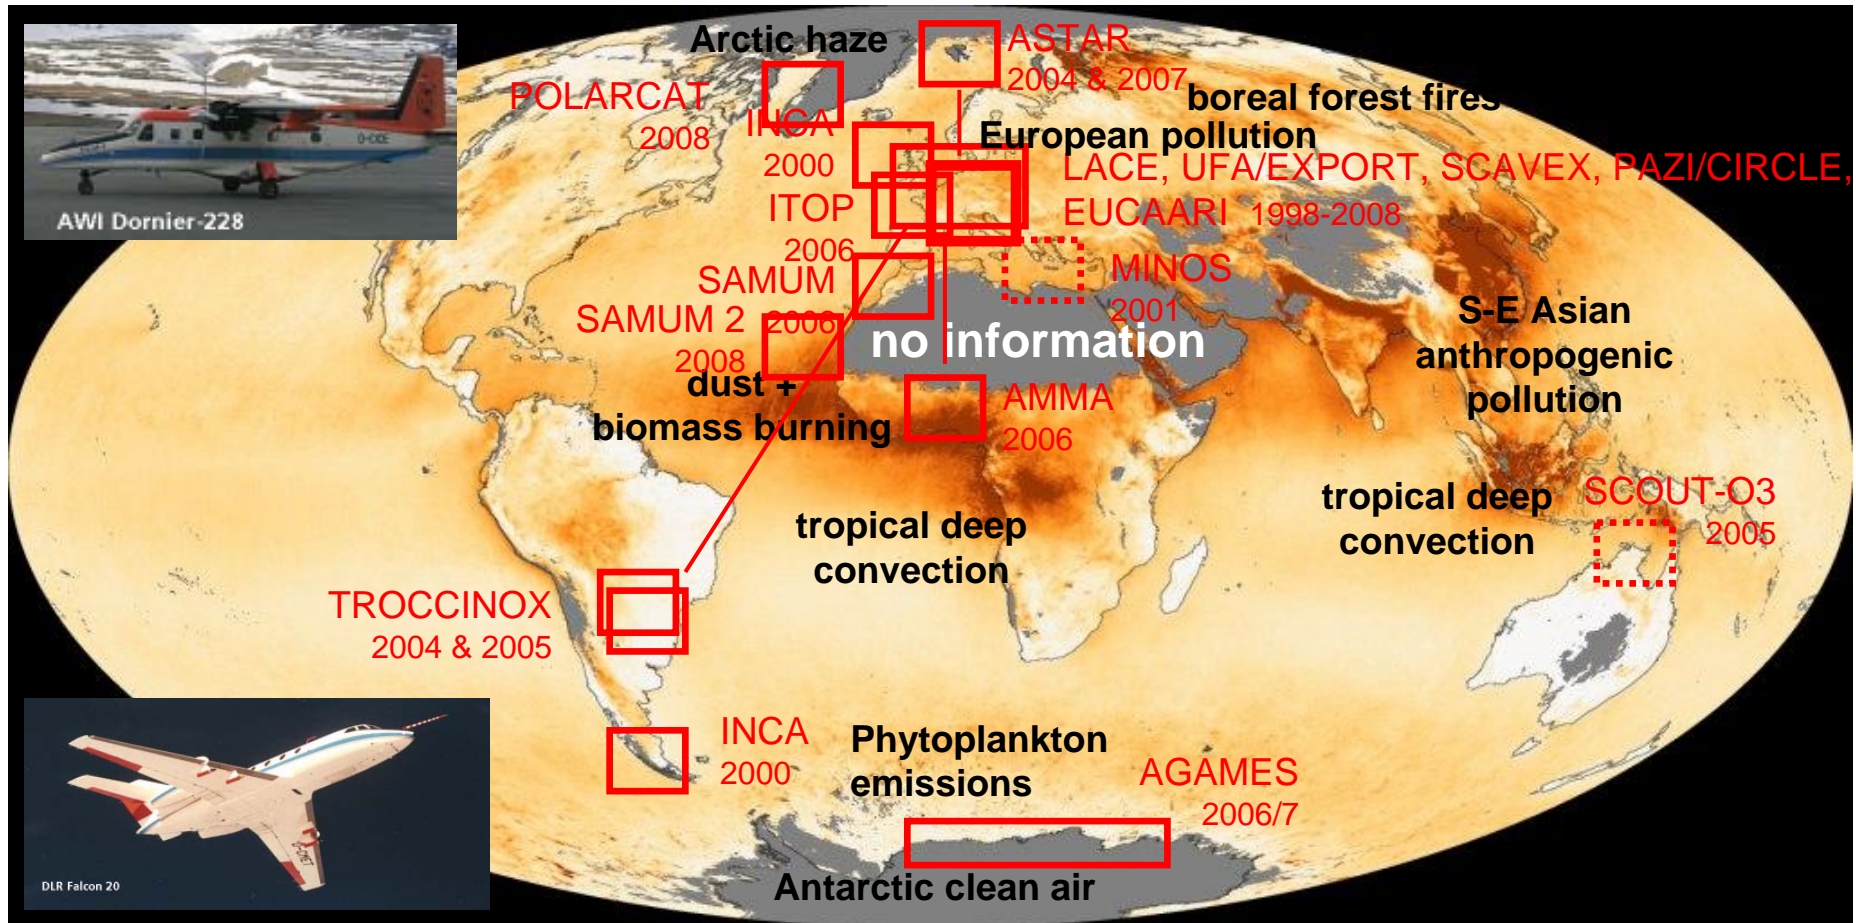 Arctic haze
ASTAR
2004 & 2007
POLARCAT
2008
boreal forest fires
INCA
2000
European pollution
LACE, UFA/EXPORT, SCAVEX, PAZI/CIRCLE,
EUCAARI 1998-2008
ITOP
2006
SAMUM
2006
MINOS
2001
SAMUM 2
2008
no information
S-E Asian
anthropogenic
pollution
dust +
biomass burning
AMMA
2006
tropical deep
convection
tropical deep
convection
SCOUT-O3
2005
TROCCINOX
2004 & 2005
INCA
2000
Phytoplankton
emissions
AGAMES
2006/7
Antarctic clean air
AWI Dornier-228
DLR Falcon 20